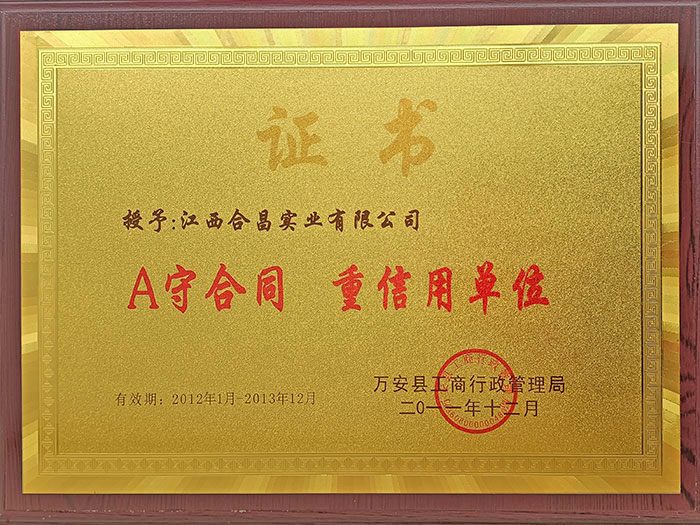 证书
授予:江西合昌实业有限公司
A守合同 重信用单位
有效期：2012年1月-2013年12月
万安县工商行政管理局
二0一一年十二月